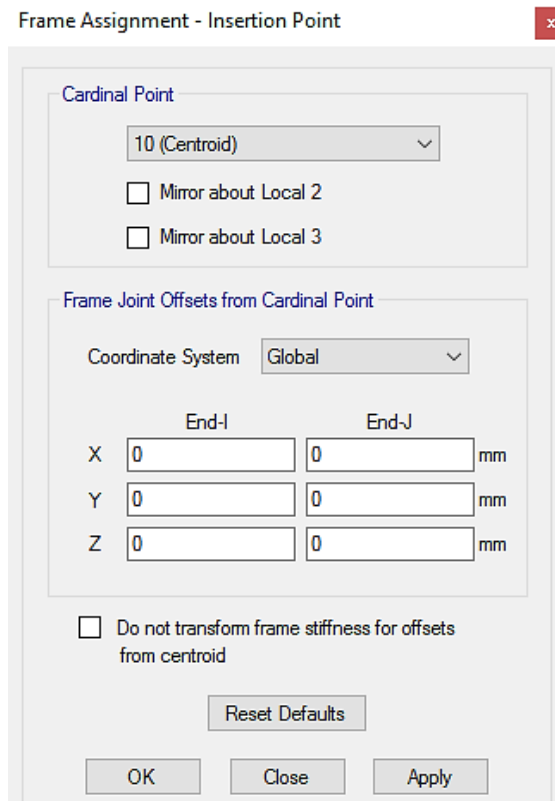 Frame Assignment - Insertion Point
x
Cardinal Point
10 (Centroid)
Mirror about Local 2
Mirror about Local 3
Frame Joint Offsets from Cardinal Point
Coordinate System Global
End-I End-J
X 0 0 mm
Y 0 0 mm
Z 0 0 mm
Do not transform frame stiffness for offsets
from centroid
Reset Defaults
OK Close Apply